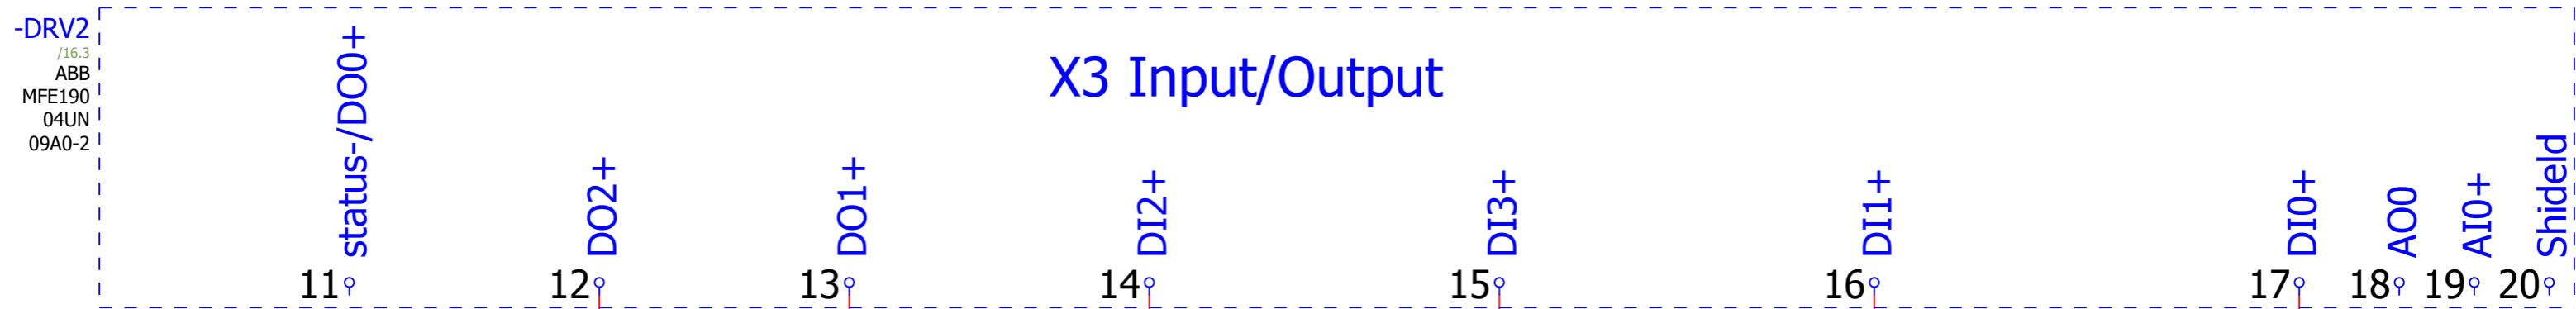 -DRV2
/16.3
ABB
MFE190
04UN
09A0-2
X3 Input/Output
status-/DO0+
DO2+
DO1+
DI2+
DI3+
DI1+
DI0+
AO0
AI0+
Shideld
11
12
13
14
15
16
17
18
19
20